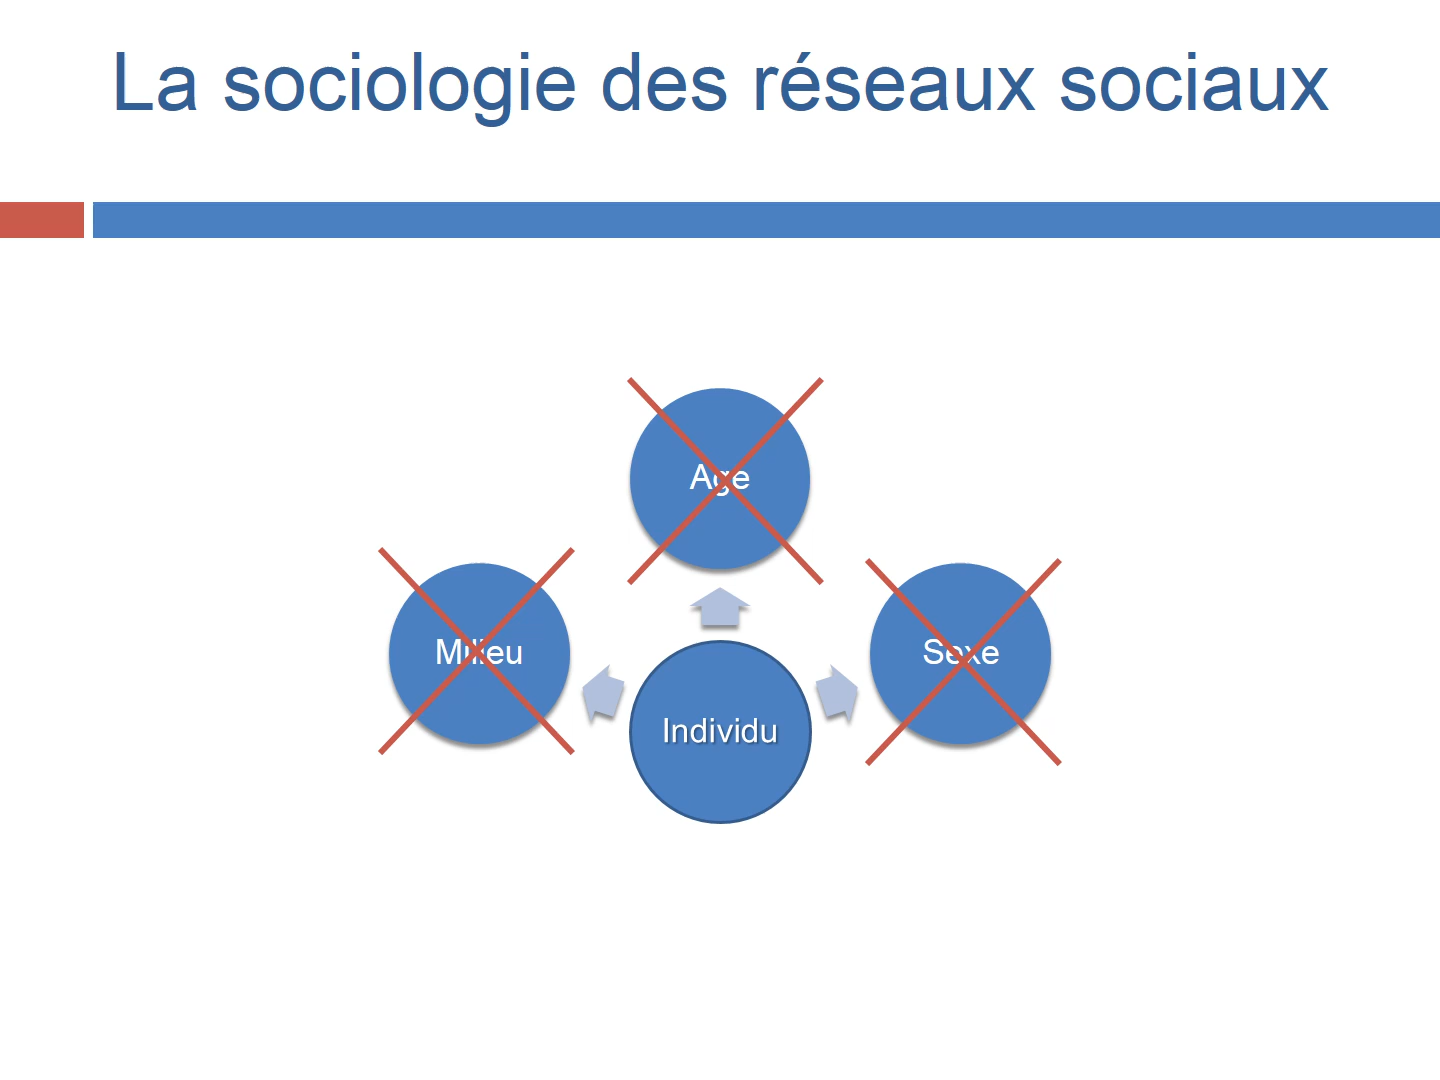 La sociologie des réseaux sociaux
Age
Milieu
Sexe
Individu